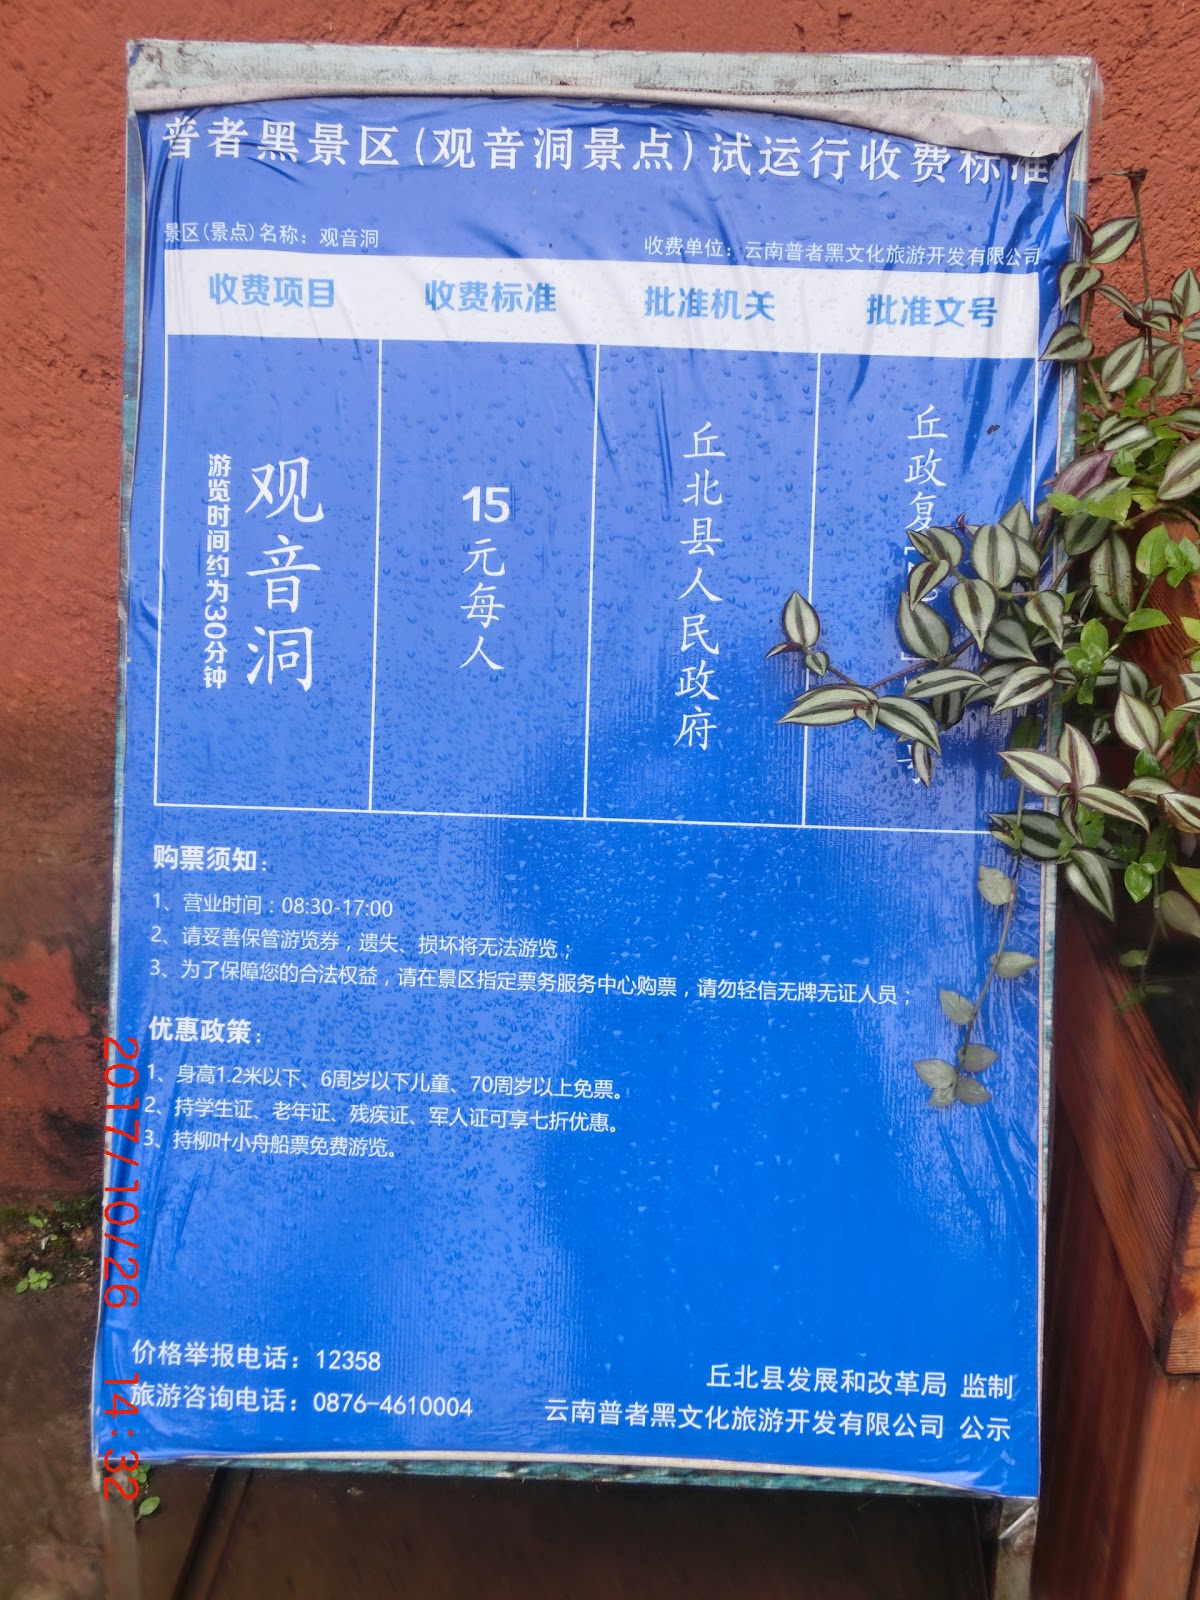 普者黑景区(观音洞景点)试运行收费标准
景区(景点)名称：观音洞
收费单位：云南普者黑文化旅游开发有限公司
收费项目 收费标准 批准机关 批准文号
观音洞
游览时间约为30分钟
15元每人
丘北县人民政府
丘政复
号
购票须知：
1、营业时间：08:30-17:00
2、请妥善保管游览券，遗失、损坏将无法游览；
3、为了保障您的合法权益，请在景区指定票务服务中心购票，请勿轻信无牌无证人员；
优惠政策：
1、身高1.2米以下、6周岁以下儿童、70周岁以上免票。
2、持学生证、老年证、残疾证、军人证可享七折优惠。
3、持柳叶小舟船票免费游览。
价格举报电话：12358
旅游咨询电话：0876-4610004
丘北县发展和改革局 监制
云南普者黑文化旅游开发有限公司 公示
2017/10/26 14:32